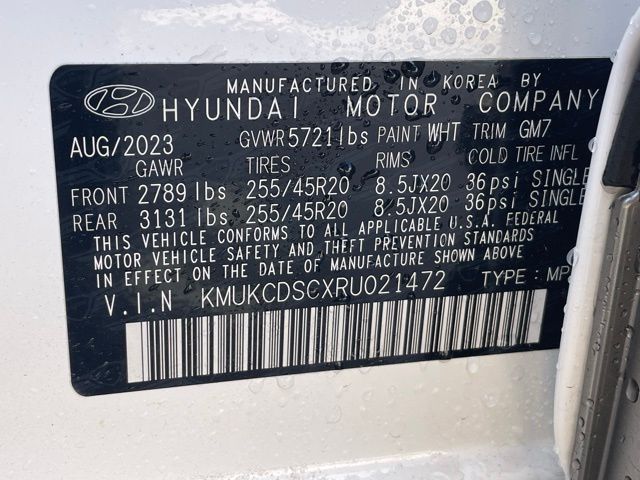 MANUFACTURED IN KOREA BY
HYUNDAI MOTOR COMPANY
AUG/2023 GVWR 5721lbs PAINT WHT TRIM GM7
GAWR TIRES RIMS COLD TIRE INFL
FRONT 2789 lbs 255/45R20 8.5JX20 36psi SINGLE
REAR 3131 lbs 255/45R20 8.5JX20 36psi SINGLE
THIS VEHICLE CONFORMS TO ALL APPLICABLE U.S.A. FEDERAL
MOTOR VEHICLE SAFETY AND THEFT PREVENTION STANDARDS
IN EFFECT ON THE DATE OF MANUFACTURE SHOWN ABOVE
V.I.N KMUKCDSCXRU021472 TYPE: MP